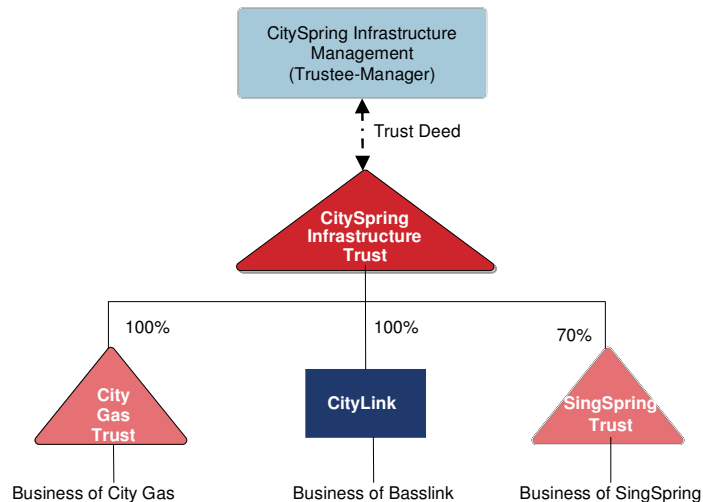 CitySpring Infrastructure
Management
(Trustee-Manager)
Trust Deed
CitySpring
Infrastructure
Trust
100%
100%
70%
City
Gas
Trust
CityLink
SingSpring
Trust
Business of City Gas
Business of Basslink
Business of SingSpring